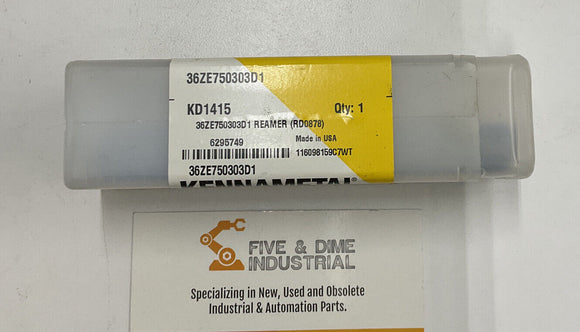 36ZE750303D1
KD1415 Qty: 1
36ZE750303D1 REAMER (RD0878)
6295749 Made in USA
116098159C7WT
36ZE750303D1
KENNAMETAL
FIVE & DIME
INDUSTRIAL
Specializing in New, Used and Obsolete
Industrial & Automation Parts.